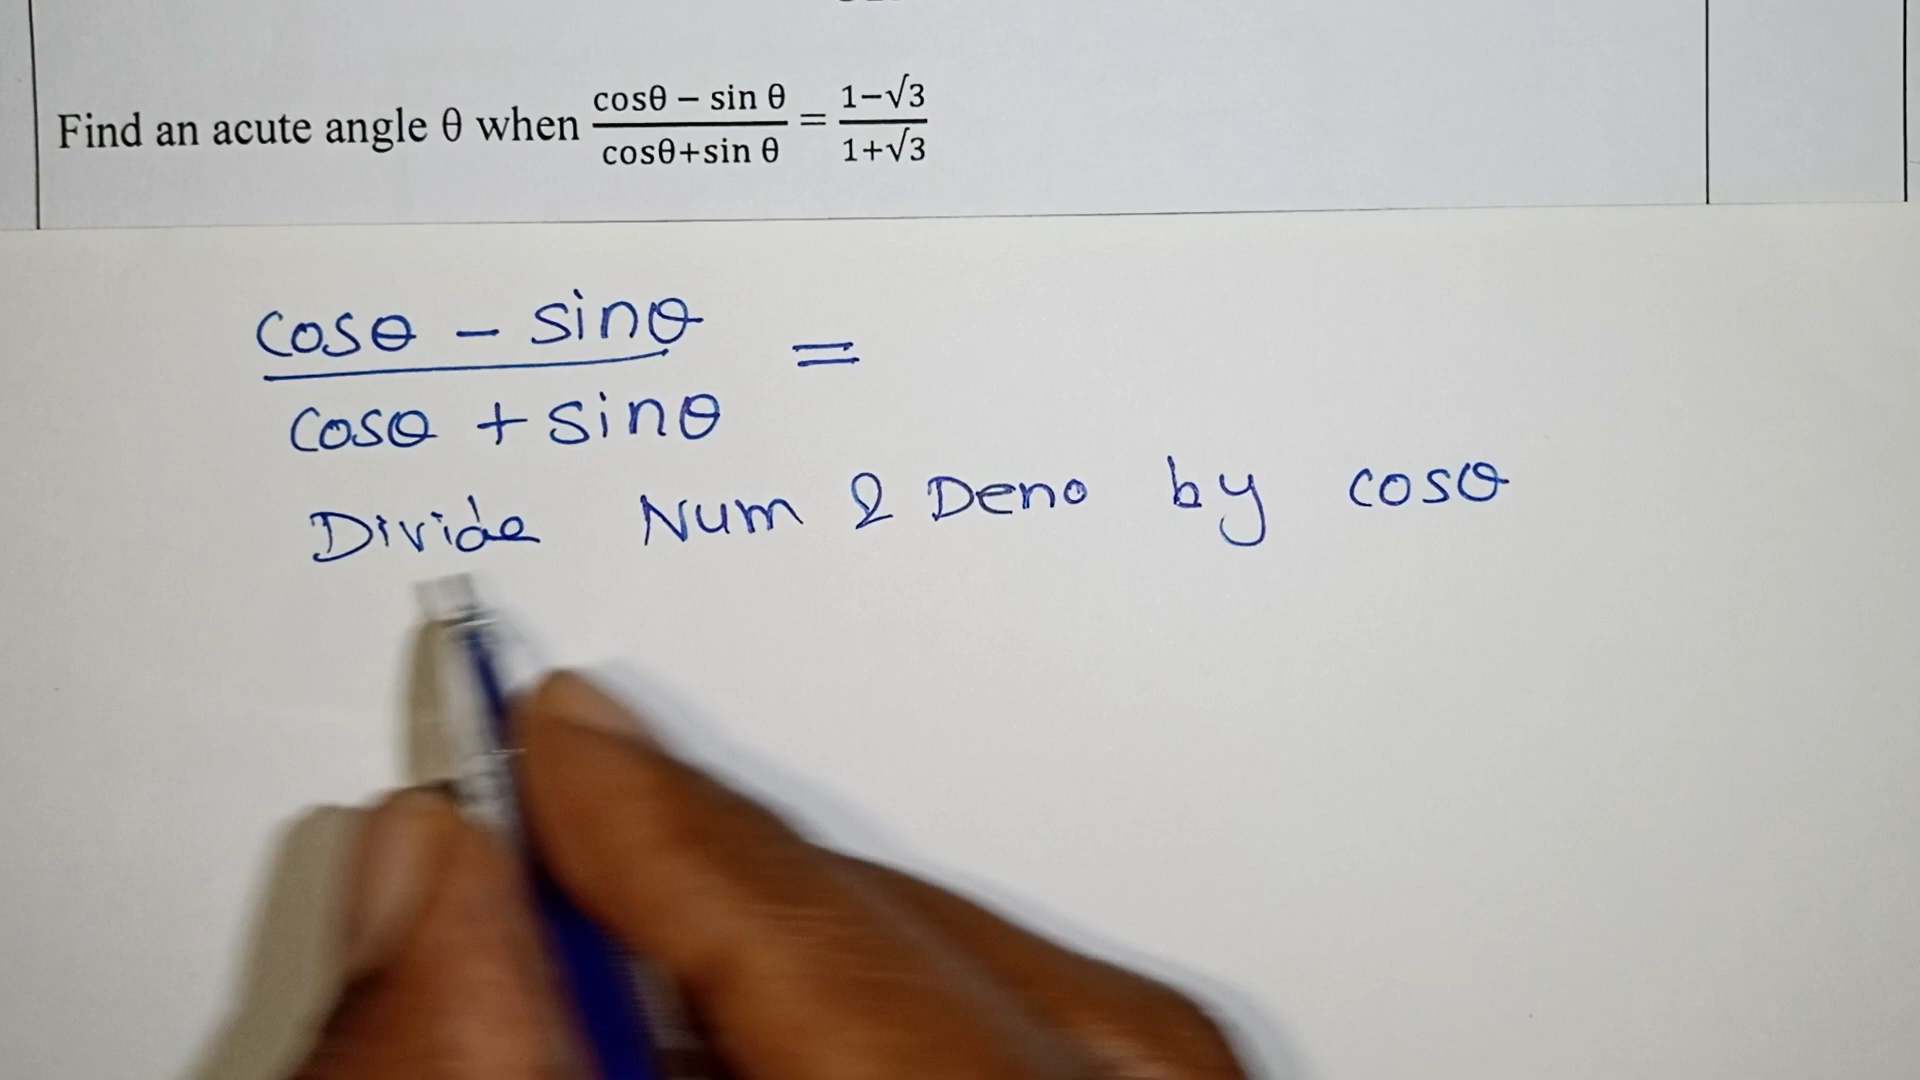 Find an acute angle θ when (cosθ − sin θ)/(cosθ+sin θ) = (1−√3)/(1+√3)
cosθ − sinθ =
cosθ + sinθ
Divide Num & Deno by cosθ